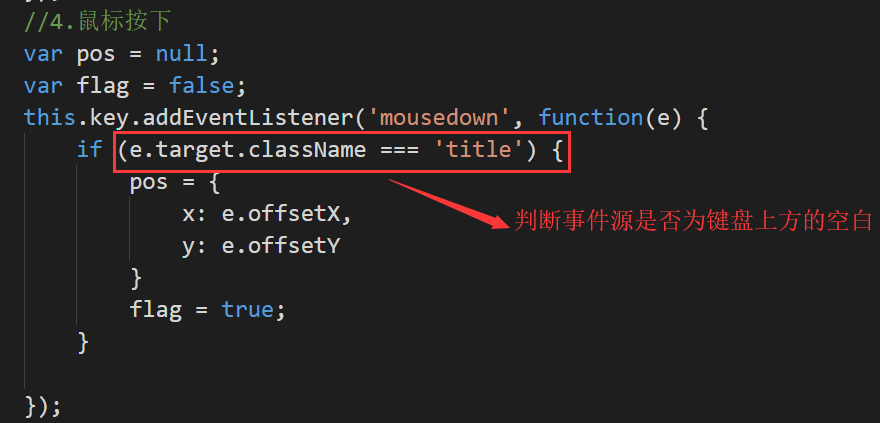 });
//4.鼠标按下
var pos = null;
var flag = false;
this.key.addEventListener('mousedown', function(e) {
if (e.target.className === 'title') {
pos = {
x: e.offsetX,
判断事件源是否为键盘上方的空白
y: e.offsetY
}
flag = true;
}
});